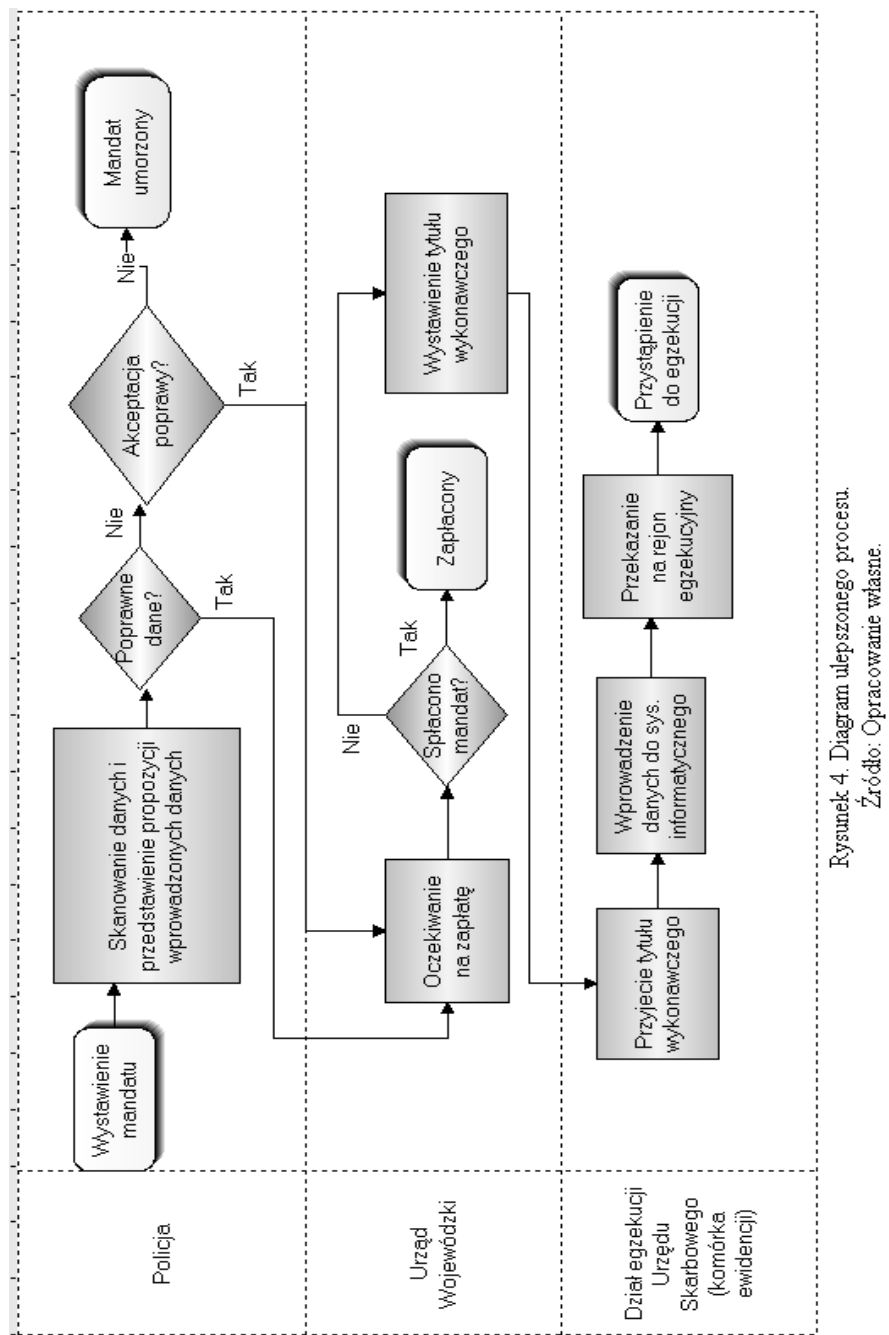 Policja
Wystawienie
mandatu
Skanowanie danych i
przedstawienie propozycji
wprowadzonych danych
Poprawne
dane?
Nie
Tak
Akceptacja
poprawy?
Nie
Tak
Mandat
umorzony
Urząd
Wojewódzki
Oczekiwanie
na zapłatę
Spłacono
mandat?
Nie
Tak
Zapłacony
Wystawienie tytułu
wykonawczego
Dział egzekucji
Urzędu
Skarbowego
(komórka
ewidencji)
Przyjecie tytułu
wykonawczego
Wprowadzenie
danych do sys.
informatycznego
Przekazanie
na rejon
egzekucyjny
Przystąpienie
do egzekucji
Rysunek 4. Diagram ulepszonego procesu.
Źródło: Opracowanie własne.